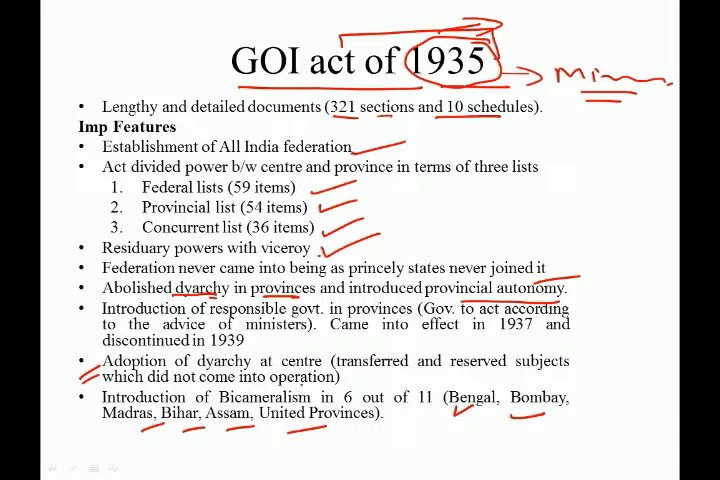 GOI act of 1935
• Lengthy and detailed documents (321 sections and 10 schedules).
Imp Features
• Establishment of All India federation
• Act divided power b/w centre and province in terms of three lists
1. Federal lists (59 items)
2. Provincial list (54 items)
3. Concurrent list (36 items)
• Residuary powers with viceroy .
• Federation never came into being as princely states never joined it
• Abolished dyarchy in provinces and introduced provincial autonomy.
• Introduction of responsible govt. in provinces (Gov. to act according
to the advice of ministers). Came into effect in 1937 and
discontinued in 1939
• Adoption of dyarchy at centre (transferred and reserved subjects
which did not come into operation)
• Introduction of Bicameralism in 6 out of 11 (Bengal, Bombay,
Madras, Bihar, Assam, United Provinces).